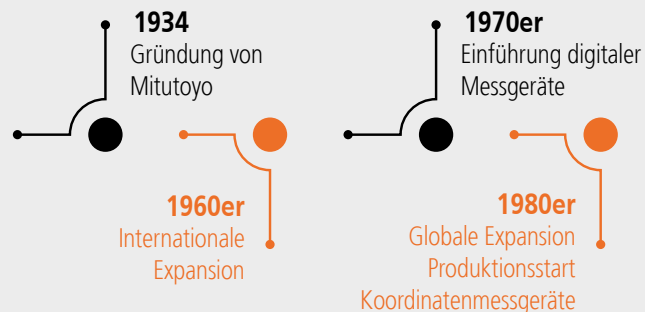 1934
Gründung von
Mitutoyo
1960er
Internationale
Expansion
1970er
Einführung digitaler
Messgeräte
1980er
Globale Expansion
Produktionsstart
Koordinatenmessgeräte